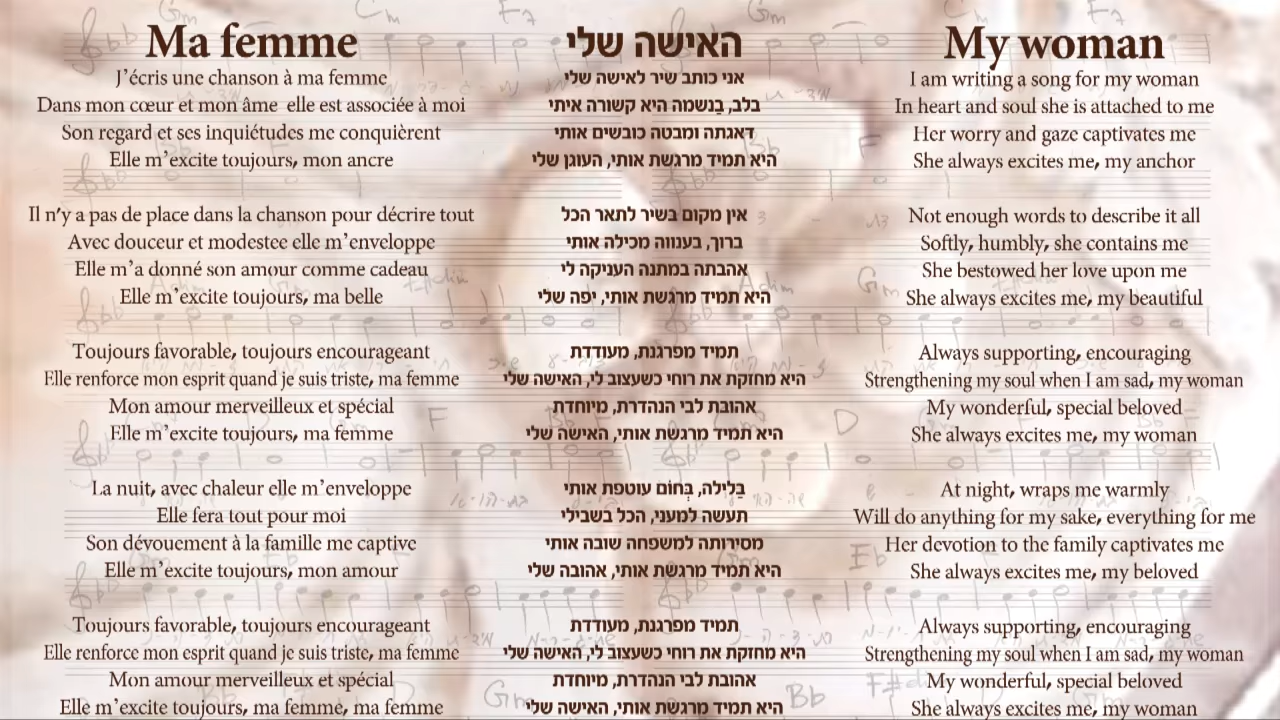 Ma femme
J’écris une chanson à ma femme
Dans mon cœur et mon âme elle est associée à moi
Son regard et ses inquiétudes me conquièrent
Elle m’excite toujours, mon ancre
Il n’y a pas de place dans la chanson pour décrire tout
Avec douceur et modestee elle m’enveloppe
Elle m’a donné son amour comme cadeau
Elle m’excite toujours, ma belle
Toujours favorable, toujours encourageant
Elle renforce mon esprit quand je suis triste, ma femme
Mon amour merveilleux et spécial
Elle m’excite toujours, ma femme
La nuit, avec chaleur elle m’enveloppe
Elle fera tout pour moi
Son dévouement à la famille me captive
Elle m’excite toujours, mon amour
Toujours favorable, toujours encourageant
Elle renforce mon esprit quand je suis triste, ma femme
Mon amour merveilleux et spécial
Elle m’excite toujours, ma femme, ma femme
האישה שלי
אני כותב שיר לאישה שלי
בלב, בַנשמה היא קשורה איתי
דאגתה ומבטה כובשים אותי
היא תמיד מרגשת אותי, העוגן שלי
אין מקום בשיר לתאר הכל
ברוך, בענווה מכילה אותי
אהבתה במתנה העניקה לי
היא תמיד מרגשת אותי, יפה שלי
תמיד מפרגנת, מעודדת
היא מחזקת את רוחי כשעצוב לי, האישה שלי
אהובת לבי הנהדרת, מיוחדת
היא תמיד מרגשת אותי, האישה שלי
בַלילה, בְּחוֹם עוטפת אותי
תעשה למעני, הכל בשבילי
מסירותה למשפחה שובה אותי
היא תמיד מרגשת אותי, אהובה שלי
תמיד מפרגנת, מעודדת
היא מחזקת את רוחי כשעצוב לי, האישה שלי
אהובת לבי הנהדרת, מיוחדת
היא תמיד מרגשת אותי, האישה שלי
My woman
I am writing a song for my woman
In heart and soul she is attached to me
Her worry and gaze captivates me
She always excites me, my anchor
Not enough words to describe it all
Softly, humbly, she contains me
She bestowed her love upon me
She always excites me, my beautiful
Always supporting, encouraging
Strengthening my soul when I am sad, my woman
My wonderful, special beloved
She always excites me, my woman
At night, wraps me warmly
Will do anything for my sake, everything for me
Her devotion to the family captivates me
She always excites me, my beloved
Always supporting, encouraging
Strengthening my soul when I am sad, my woman
My wonderful, special beloved
She always excites me, my woman